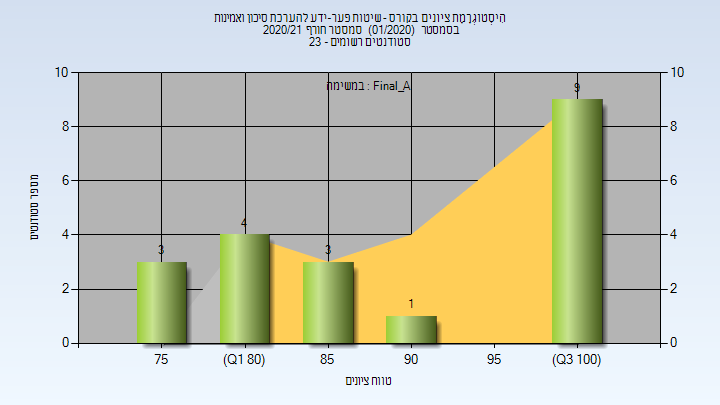 היסטוגרמת ציונים בקורס - שיטות פער-ידע להערכת סיכון ואמינות
בסמסטר (01/2020) סמסטר חורף 2020/21
סטודנטים רשומים - 23
במשימה : Final_A
10
8
6
4
2
0
10
8
6
4
2
0
3
4
3
1
9
75
(Q1 80)
85
90
95
(Q3 100)
מספר סטודנטים
טווח ציונים